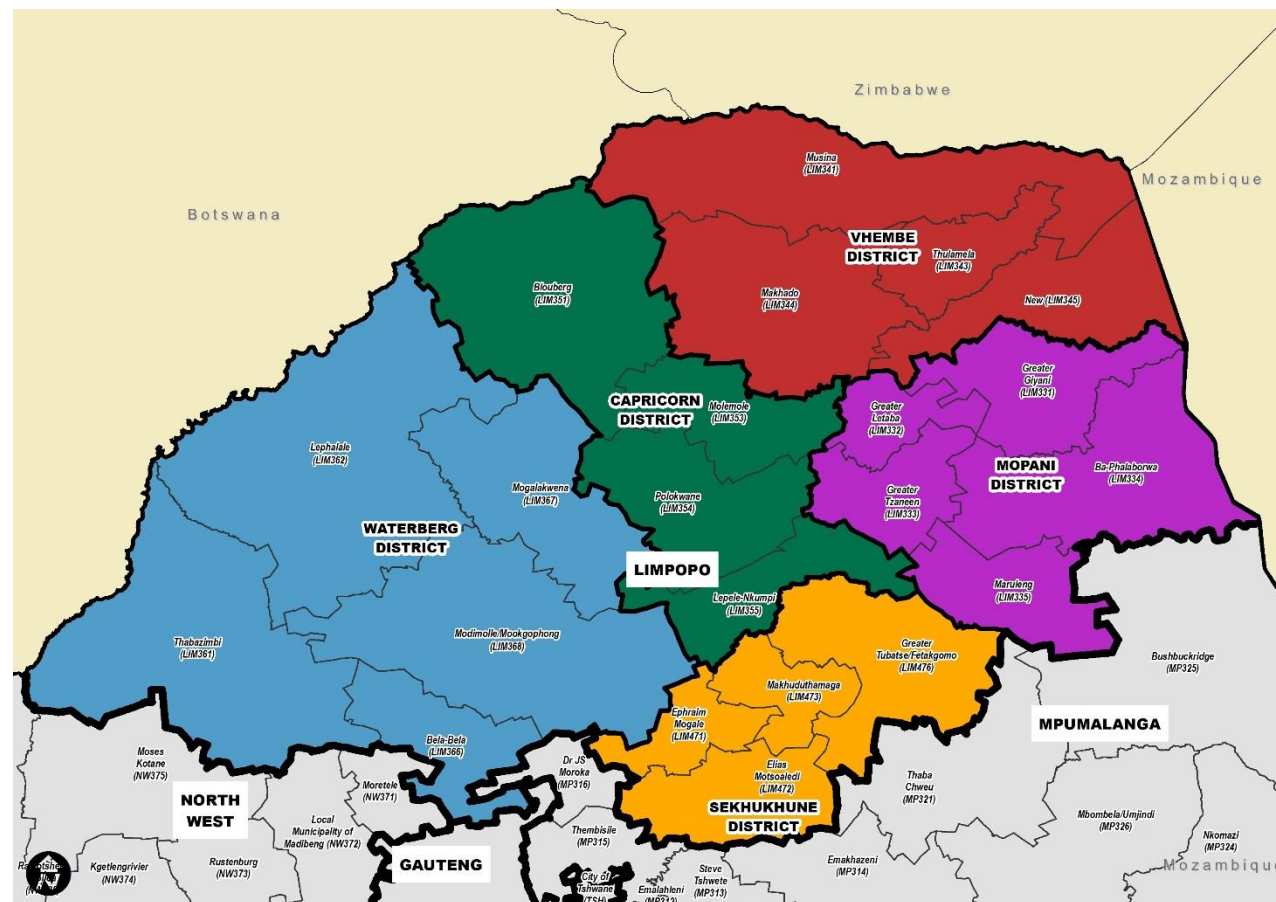 Zimbabwe
Mozambique
Botswana
Musina
(LIM341)
VHEMBE
DISTRICT
Thulamela
(LIM343)
Makhado
(LIM344)
New (LIM345)
Blouberg
(LIM351)
CAPRICORN
DISTRICT
Molemole
(LIM353)
Polokwane
(LIM354)
LIMPOPO
Lepele-Nkumpi
(LIM355)
Greater
Giyani
(LIM331)
Greater
Letaba
(LIM332)
MOPANI
DISTRICT
Ba-Phalaborwa
(LIM334)
Greater
Tzaneen
(LIM333)
Maruleng
(LIM335)
Lephalale
(LIM362)
Mogalakwena
(LIM367)
WATERBERG
DISTRICT
Thabazimbi
(LIM361)
Modimolle/Mookgophong
(LIM368)
Bela-Bela
(LIM366)
Greater
Tubatse/Fetakgomo
(LIM476)
Makhuduthamaga
(LIM473)
Ephraim
Mogale
(LIM471)
Elias
Motsoaledi
(LIM472)
SEKHUKHUNE
DISTRICT
Bushbuckridge
(MP325)
MPUMALANGA
Moses
Kotane
(NW375)
NORTH
WEST
Moretele
(NW371)
Local
Municipality of
Madibeng (NW372)
Kgetlengrivier
(NW374)
Rustenburg
(NW373)
GAUTENG
Dr JS
Moroka
(MP316)
Thembisile
(MP315)
City of
Tshwane
(TSH)
Emalahleni
(MP312)
Steve
Tshwete
(MP313)
Emakhazeni
(MP314)
Thaba
Chweu
(MP321)
Mbombela/Umjindi
(MP326)
Nkomazi
(MP324)
Mozambique